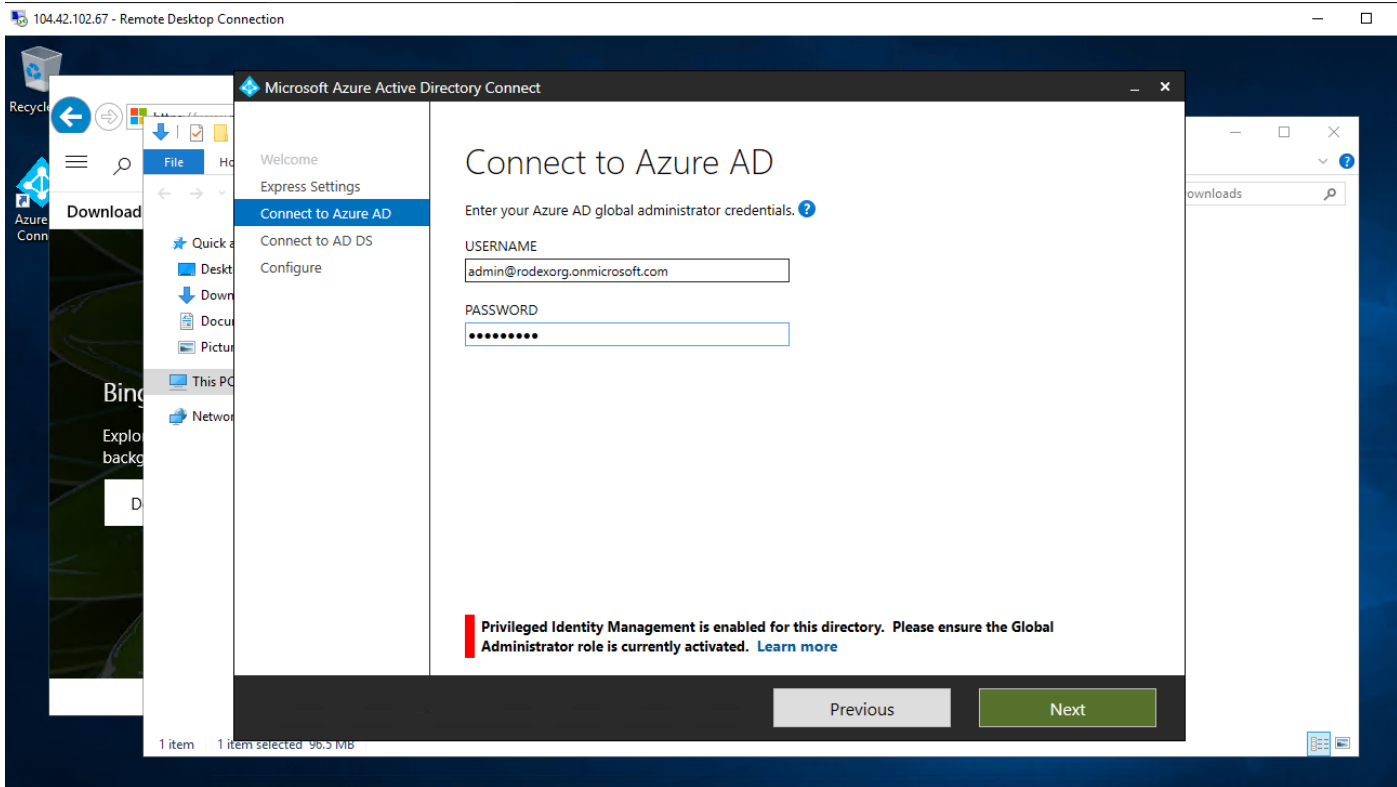 104.42.102.67 - Remote Desktop Connection
Recycle
Microsoft Azure Active Directory Connect
File
Ho
Welcome
Express Settings
Connect to Azure AD
Connect to AD DS
Configure
Connect to Azure AD
Enter your Azure AD global administrator credentials. ?
USERNAME
admin@rodexorg.onmicrosoft.com
PASSWORD
•••••••••
ownloads
Azure
Conn
Download
Quick a
Deskt
Down
Docu
Pictur
This PC
Networ
Bing
Explo
backg
D
Privileged Identity Management is enabled for this directory. Please ensure the Global
Administrator role is currently activated. Learn more
Previous
Next
1 item
1 item selected 96.5 MB